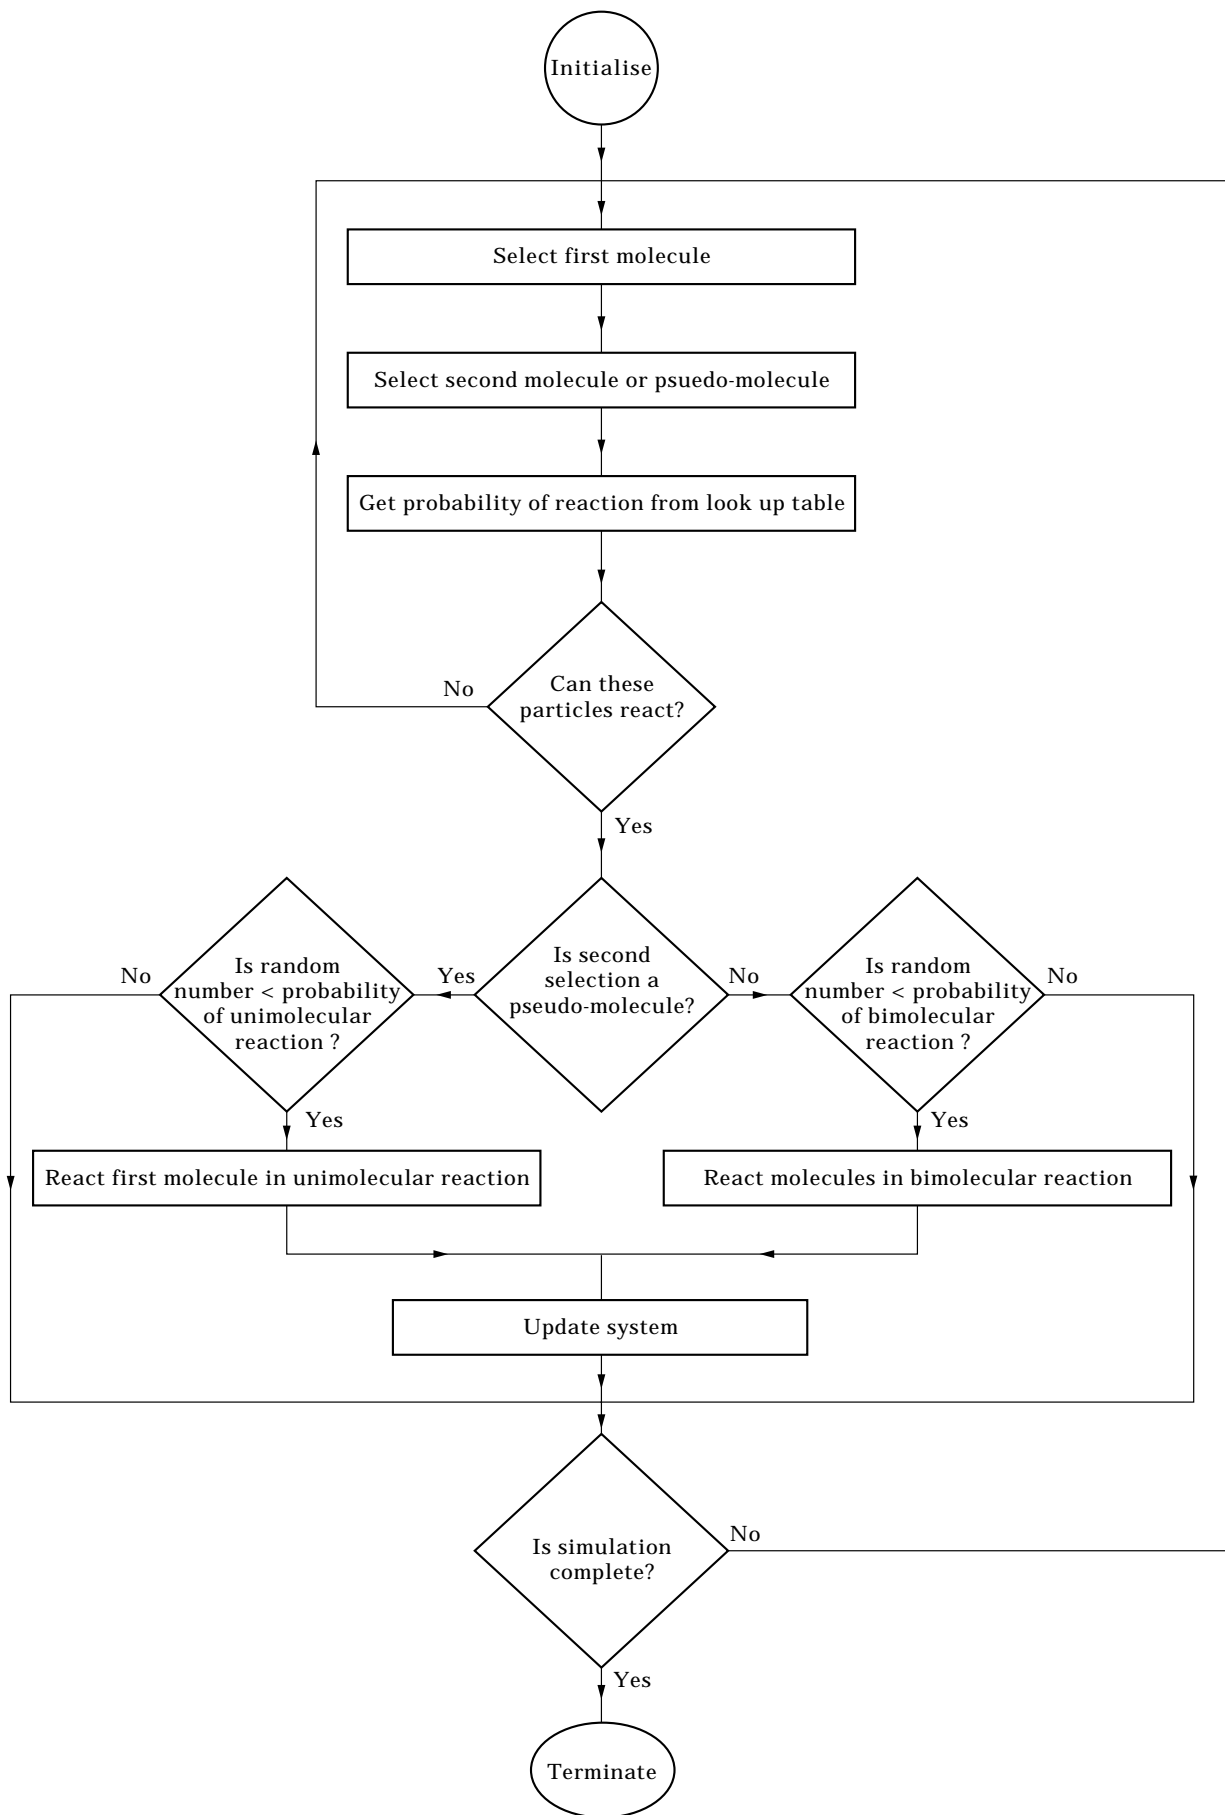 Initialise
Select first molecule
Select second molecule or psuedo-molecule
Get probability of reaction from look up table
Can these
particles react?
No
Yes
Is second
selection a
pseudo-molecule?
Yes
No
Is random
number < probability
of unimolecular
reaction ?
No
Yes
Is random
number < probability
of bimolecular
reaction ?
No
Yes
React first molecule in unimolecular reaction
React molecules in bimolecular reaction
Update system
Is simulation
complete?
No
Yes
Terminate